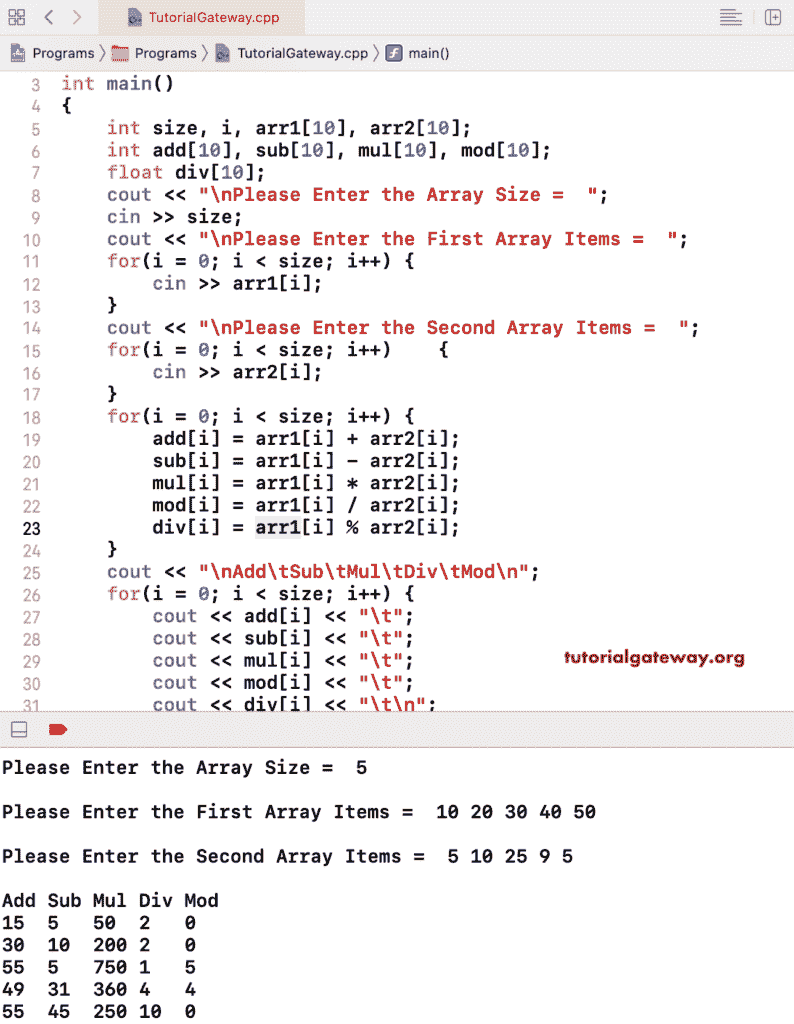 TutorialGateway.cpp
Programs 〉 Programs 〉 TutorialGateway.cpp 〉 f main()
3 int main()
4 {
5     int size, i, arr1[10], arr2[10];
6     int add[10], sub[10], mul[10], mod[10];
7     float div[10];
8     cout << "\nPlease Enter the Array Size =  ";
9     cin >> size;
10     cout << "\nPlease Enter the First Array Items =  ";
11     for(i = 0; i < size; i++) {
12         cin >> arr1[i];
13     }
14     cout << "\nPlease Enter the Second Array Items =  ";
15     for(i = 0; i < size; i++)    {
16         cin >> arr2[i];
17     }
18     for(i = 0; i < size; i++) {
19         add[i] = arr1[i] + arr2[i];
20         sub[i] = arr1[i] - arr2[i];
21         mul[i] = arr1[i] * arr2[i];
22         mod[i] = arr1[i] / arr2[i];
23         div[i] = arr1[i] % arr2[i];
24     }
25     cout << "\nAdd\tSub\tMul\tDiv\tMod\n";
26     for(i = 0; i < size; i++) {
27         cout << add[i] << "\t";
28         cout << sub[i] << "\t";
29         cout << mul[i] << "\t";
tutorialgateway.org
30         cout << mod[i] << "\t";
31         cout << div[i] << "\t\n";
Please Enter the Array Size =  5
Please Enter the First Array Items =  10 20 30 40 50
Please Enter the Second Array Items =  5 10 25 9 5
Add Sub Mul Div Mod
15  5   50  2   0
30  10  200 2   0
55  5   750 1   5
49  31  360 4   4
55  45  250 10  0